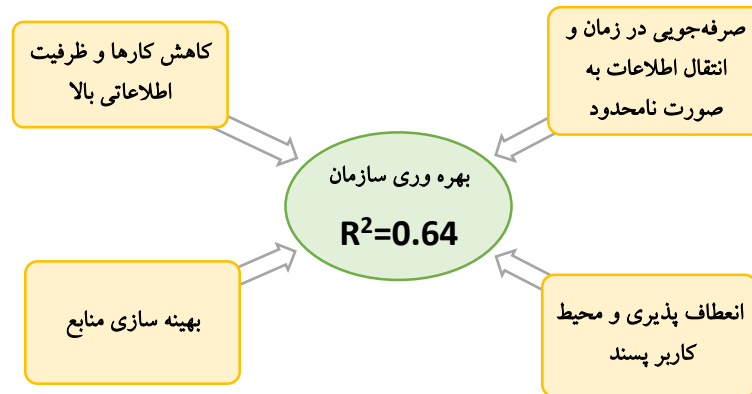 صرفه‌جویی در زمان و
انتقال اطلاعات به
صورت نامحدود
کاهش کارها و ظرفیت
اطلاعاتی بالا
بهره وری سازمان
R²=0.64
انعطاف پذیری و محیط
کاربر پسند
بهینه سازی منابع